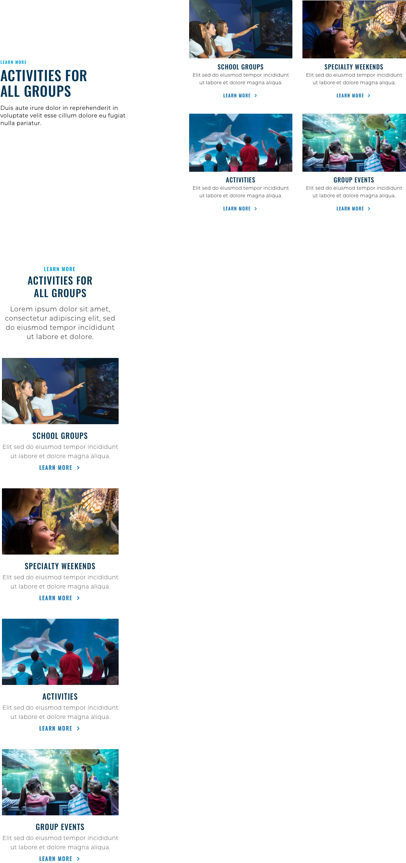 LEARN MORE
ACTIVITIES FOR
ALL GROUPS
Duis aute irure dolor in reprehenderit in
voluptate velit esse cillum dolore eu fugiat
nulla pariatur.
SCHOOL GROUPS
Elit sed do eiusmod tempor incididunt
ut labore et dolore magna aliqua.
LEARN MORE >
SPECIALTY WEEKENDS
Elit sed do eiusmod tempor incididunt
ut labore et dolore magna aliqua.
LEARN MORE >
ACTIVITIES
Elit sed do eiusmod tempor incididunt
ut labore et dolore magna aliqua.
LEARN MORE >
GROUP EVENTS
Elit sed do eiusmod tempor incididunt
ut labore et dolore magna aliqua.
LEARN MORE >
LEARN MORE
ACTIVITIES FOR
ALL GROUPS
Lorem ipsum dolor sit amet,
consectetur adipiscing elit, sed
do eiusmod tempor incididunt
ut labore et dolore.
SCHOOL GROUPS
Elit sed do eiusmod tempor incididunt
ut labore et dolore magna aliqua.
LEARN MORE >
SPECIALTY WEEKENDS
Elit sed do eiusmod tempor incididunt
ut labore et dolore magna aliqua.
LEARN MORE >
ACTIVITIES
Elit sed do eiusmod tempor incididunt
ut labore et dolore magna aliqua.
LEARN MORE >
GROUP EVENTS
Elit sed do eiusmod tempor incididunt
ut labore et dolore magna aliqua.
LEARN MORE >